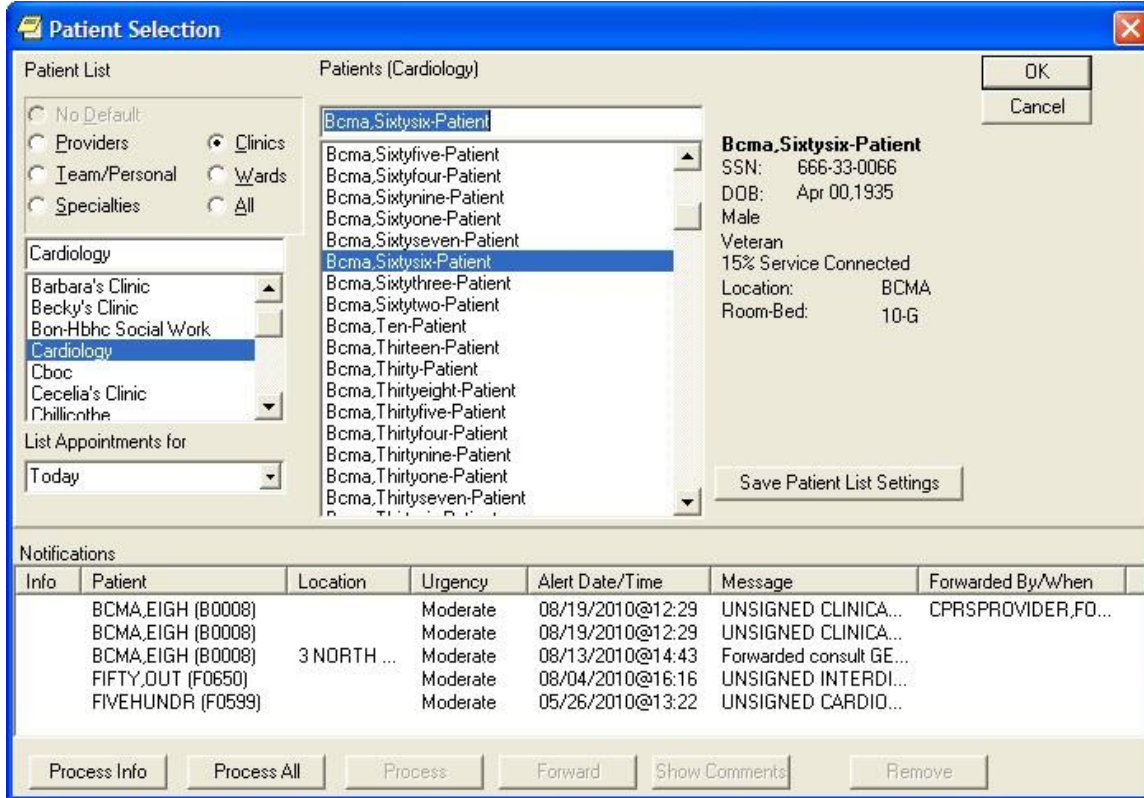 Patient Selection
Patient List
No Default
Providers
Clinics
Team/Personal
Wards
Specialties
All
Cardiology
Barbara's Clinic
Becky's Clinic
Bon-Hbhc Social Work
Cardiology
Cboc
Cecelia's Clinic
Chillicothe
List Appointments for
Today
Patients (Cardiology)
Bcma,Sixtysix-Patient
Bcma,Sixtyfive-Patient
Bcma,Sixtyfour-Patient
Bcma,Sixtynine-Patient
Bcma,Sixtyone-Patient
Bcma,Sixtyseven-Patient
Bcma,Sixtysix-Patient
Bcma,Sixtythree-Patient
Bcma,Sixtytwo-Patient
Bcma,Ten-Patient
Bcma,Thirteen-Patient
Bcma,Thirty-Patient
Bcma,Thirtyeight-Patient
Bcma,Thirtyfive-Patient
Bcma,Thirtyfour-Patient
Bcma,Thirtynine-Patient
Bcma,Thirtyone-Patient
Bcma,Thirtyseven-Patient
OK
Cancel
Bcma,Sixtysix-Patient
SSN: 666-33-0066
DOB: Apr 00,1935
Male
Veteran
15% Service Connected
Location: BCMA
Room-Bed: 10-G
Save Patient List Settings
Notifications
Info Patient Location Urgency Alert Date/Time Message Forwarded By/When
BCMA,EIGH (B0008) Moderate 08/19/2010@12:29 UNSIGNED CLINICA... CPRSPROVIDER,FO...
BCMA,EIGH (B0008) Moderate 08/19/2010@12:29 UNSIGNED CLINICA...
BCMA,EIGH (B0008) 3 NORTH ... Moderate 08/13/2010@14:43 Forwarded consult GE...
FIFTY,OUT (F0650) Moderate 08/04/2010@16:16 UNSIGNED INTERDI...
FIVEHUNDR (F0599) Moderate 05/26/2010@13:22 UNSIGNED CARDIO...
Process Info Process All Process Forward Show Comments Remove